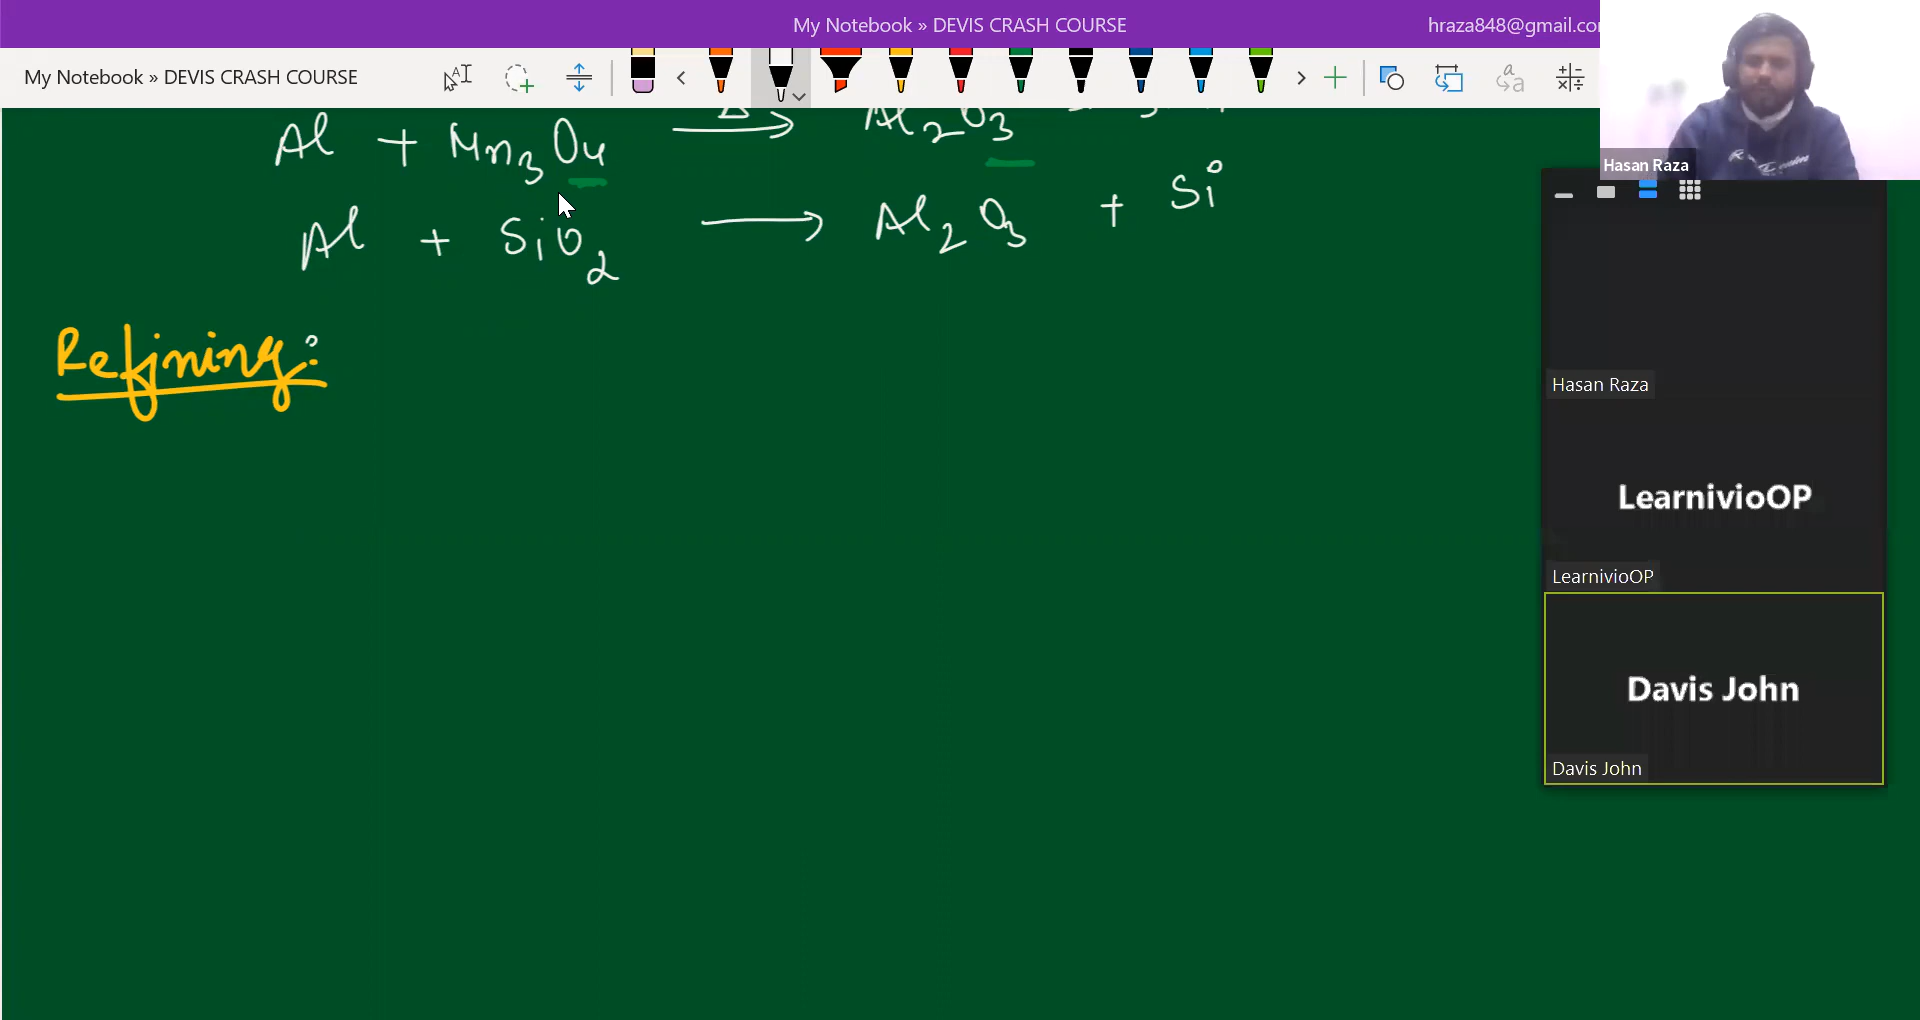 My Notebook » DEVIS CRASH COURSE
hraza848@gmail.co
My Notebook » DEVIS CRASH COURSE
Al + Mn3O4 →Δ Al2O3
Al + SiO2 → Al2O3 + Si
Refining:
Hasan Raza
Hasan Raza
LearnivioOP
LearnivioOP
Davis John
Davis John